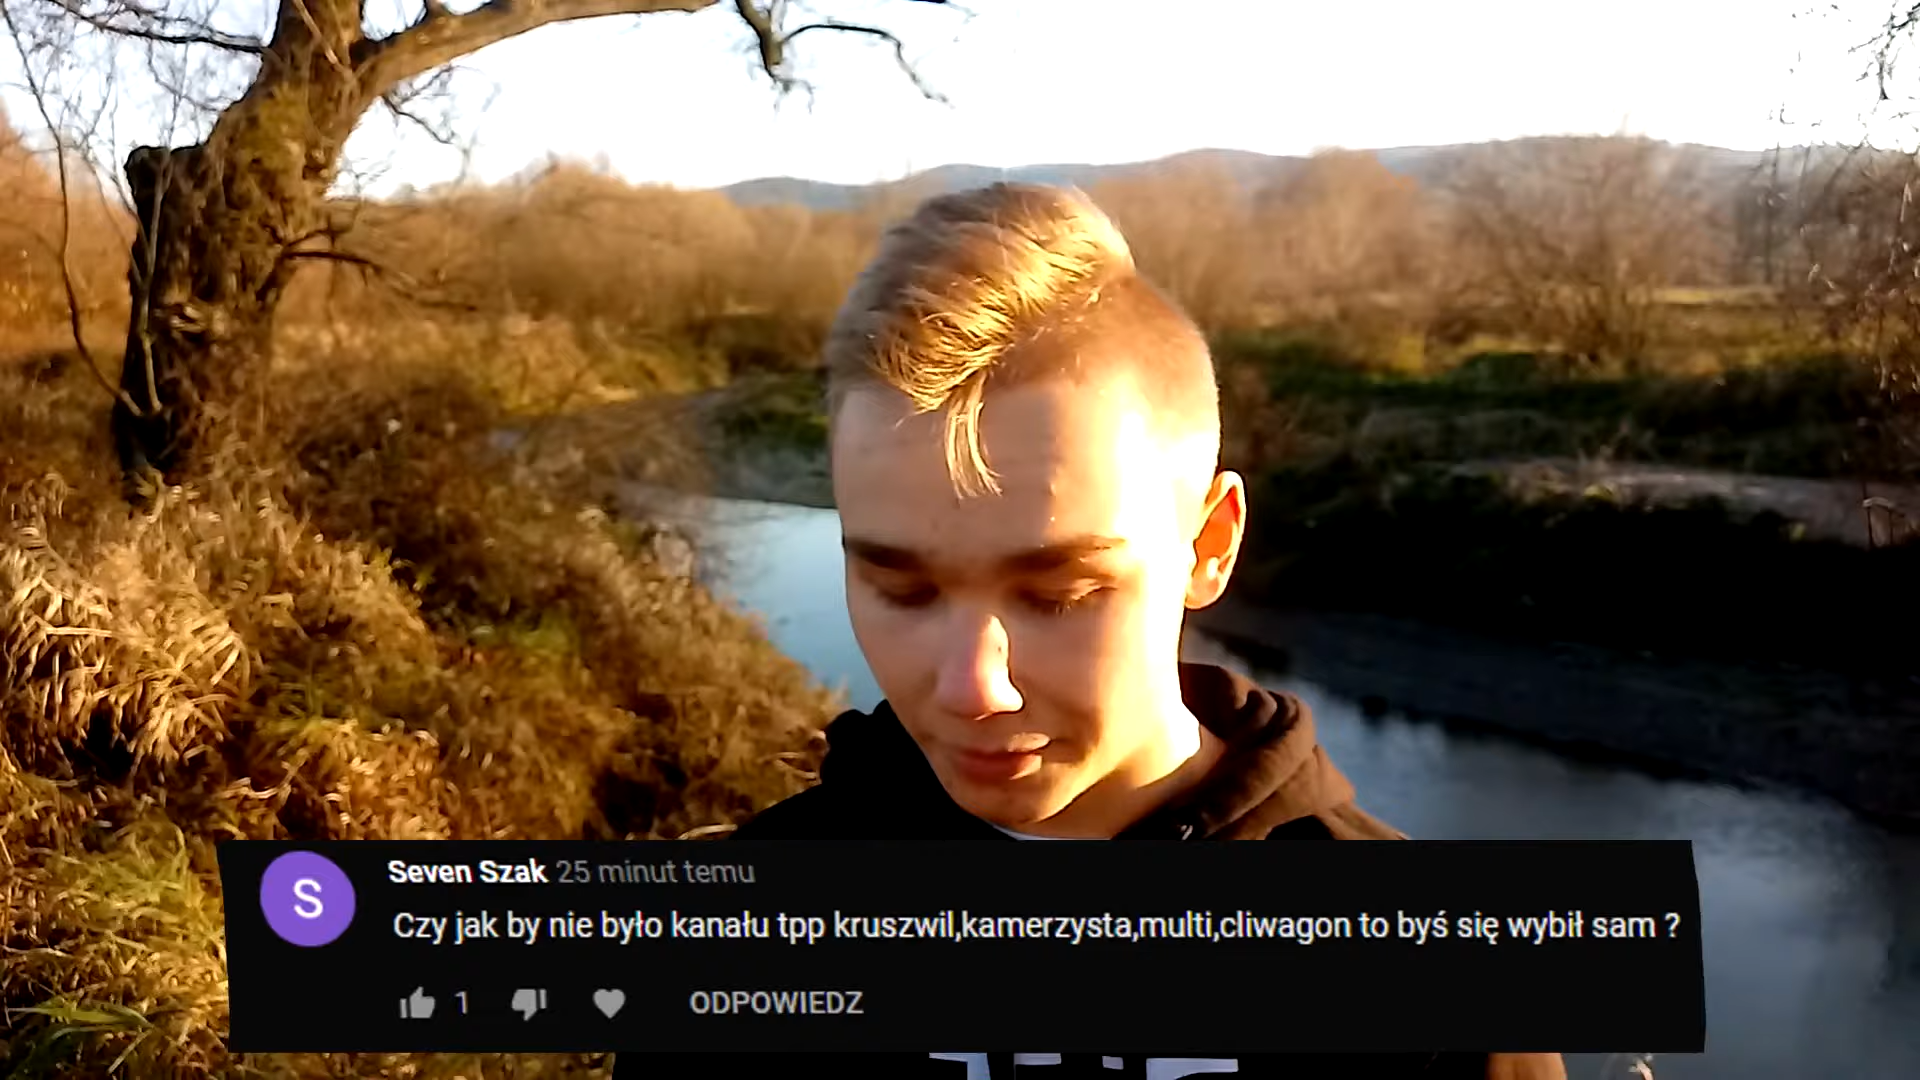 S
Seven Szak 25 minut temu
Czy jak by nie było kanału tpp kruszwil,kamerzysta,multi,cliwagon to byś się wybił sam ?
1 ODPOWIEDZ